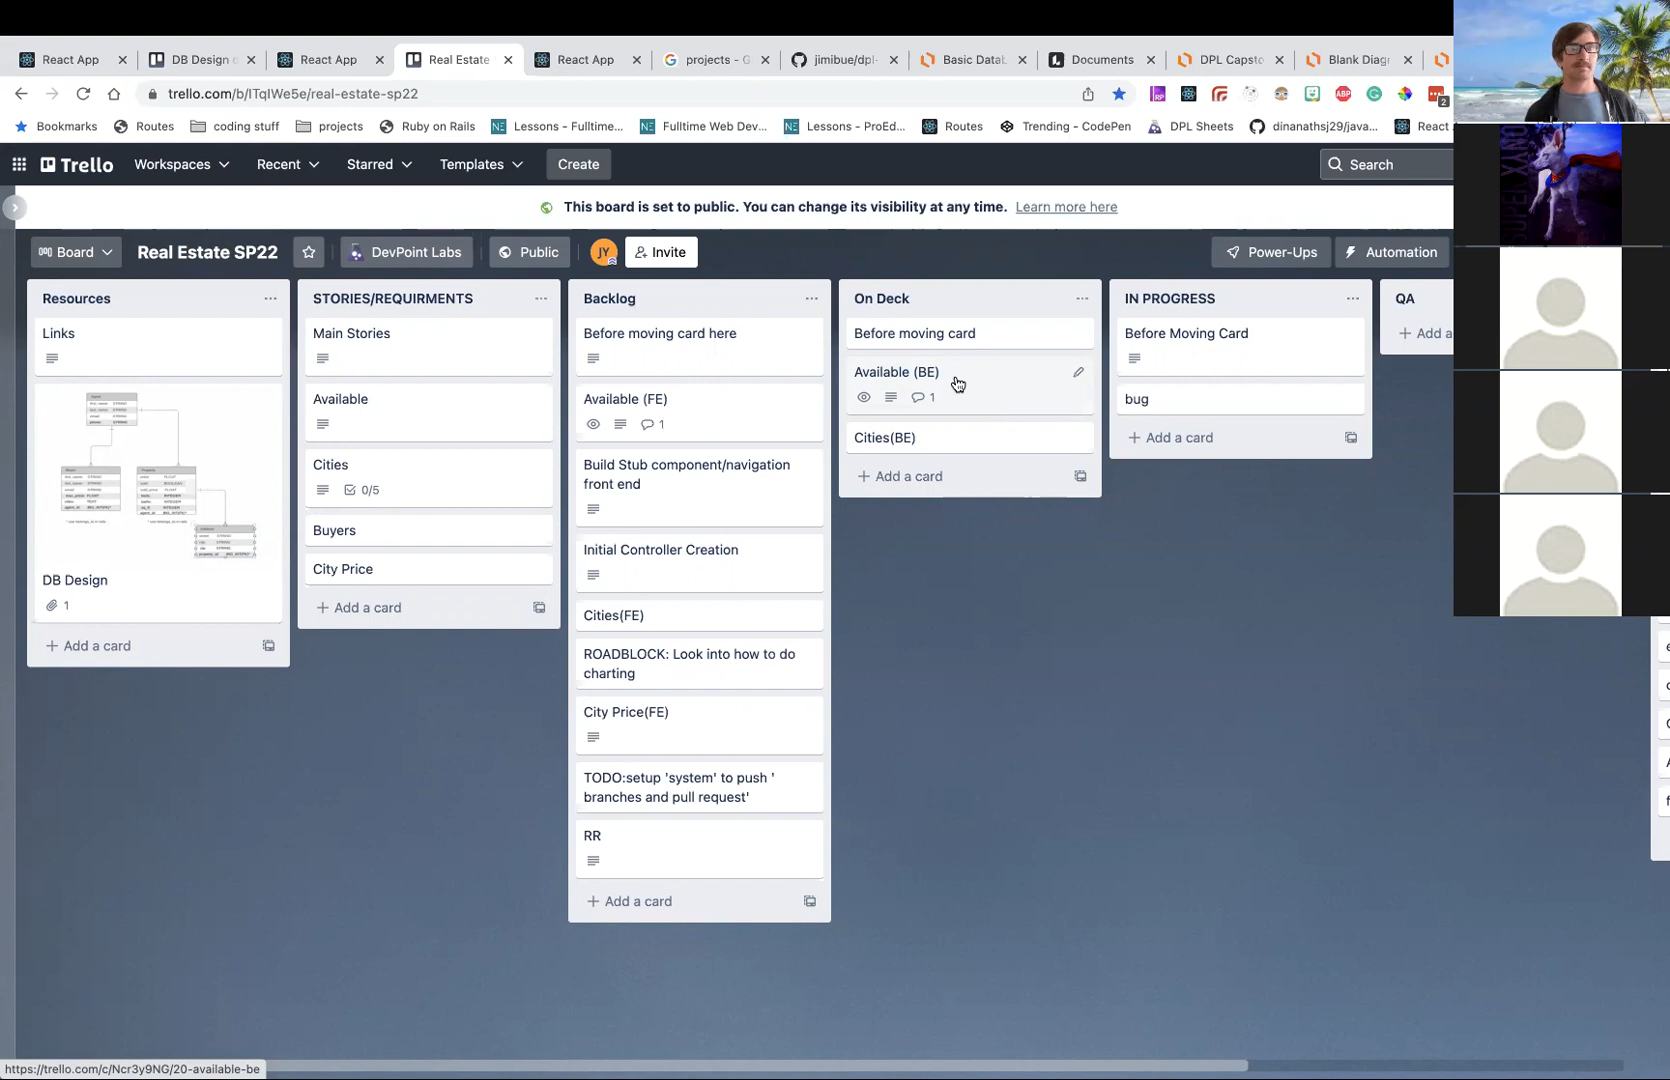 React App
DB Design
React App
Real Estate
React App
projects - G
jimibue/dpl-
Basic Data
Documents
DPL Capsto
Blank Diagr
trello.com/b/lTqIWe5e/real-estate-sp22
2
Bookmarks
Routes
coding stuff
projects
Ruby on Rails
Lessons - Fulltime...
Fulltime Web Dev...
Lessons - ProEd...
Routes
Trending - CodePen
DPL Sheets
dinanathsj29/java...
React
Trello
Workspaces
Recent
Starred
Templates
Create
Search
This board is set to public. You can change its visibility at any time. Learn more here
Board
Real Estate SP22
DevPoint Labs
Public
JY
Invite
Power-Ups
Automation
Resources
Links
DB Design
1
+ Add a card
STORIES/REQUIRMENTS
Main Stories
Available
Cities
0/5
Buyers
City Price
+ Add a card
Backlog
Before moving card here
Available (FE)
1
Build Stub component/navigation
front end
Initial Controller Creation
Cities(FE)
ROADBLOCK: Look into how to do
charting
City Price(FE)
TODO:setup 'system' to push '
branches and pull request'
RR
+ Add a card
On Deck
Before moving card
Available (BE)
1
Cities(BE)
+ Add a card
IN PROGRESS
Before Moving Card
bug
+ Add a card
QA
+ Add a
https://trello.com/c/Ncr3y9NG/20-available-be